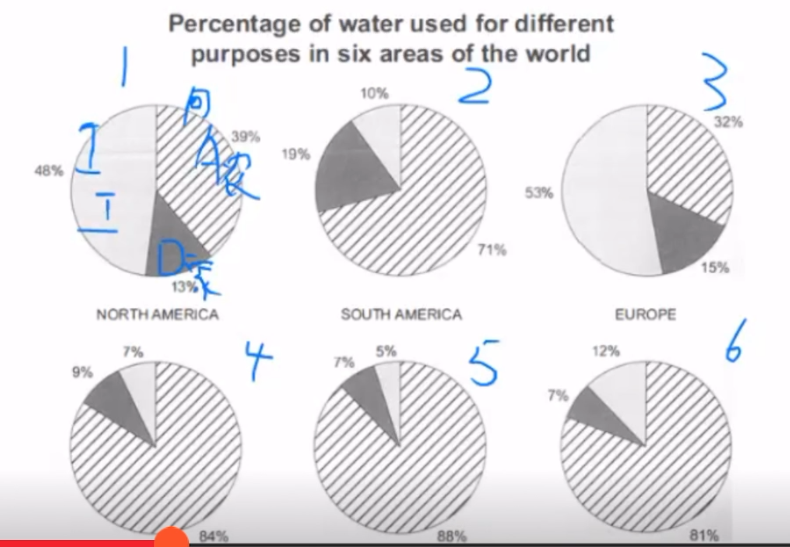 Percentage of water used for different
purposes in six areas of the world
1
2
3
10%
32%
39%
19%
48%
I
A农
53%
I
71%
D
15%
13%
NORTH AMERICA
SOUTH AMERICA
EUROPE
4
5
6
7%
5%
12%
9%
7%
7%
84%
88%
81%